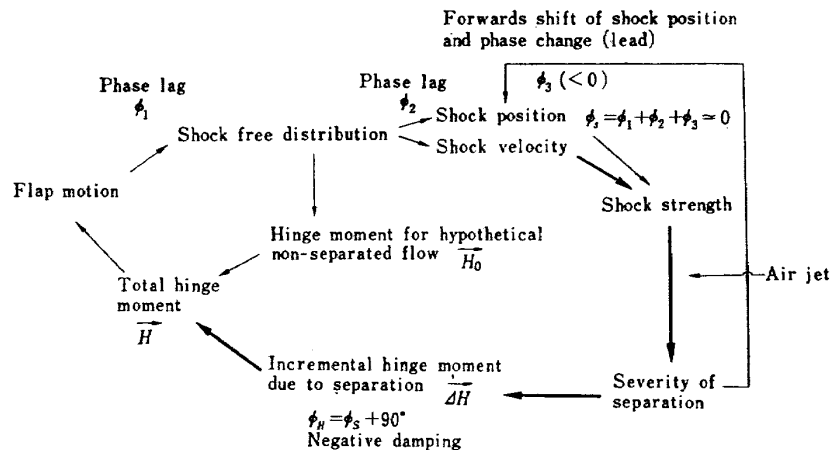 Forwards shift of shock position
and phase change (lead)
Phase lag
ϕ₁
Phase lag
ϕ₂
ϕ₃ (<0)
Shock free distribution
Shock position
ϕₛ=ϕ₁+ϕ₂+ϕ₃≃0
Shock velocity
Flap motion
Shock strength
Hinge moment for hypothetical
non-separated flow H₀
Total hinge
moment
H
Air jet
Incremental hinge moment
due to separation ΔH
Severity of
separation
ϕ_H=ϕ_S+90°
Negative damping